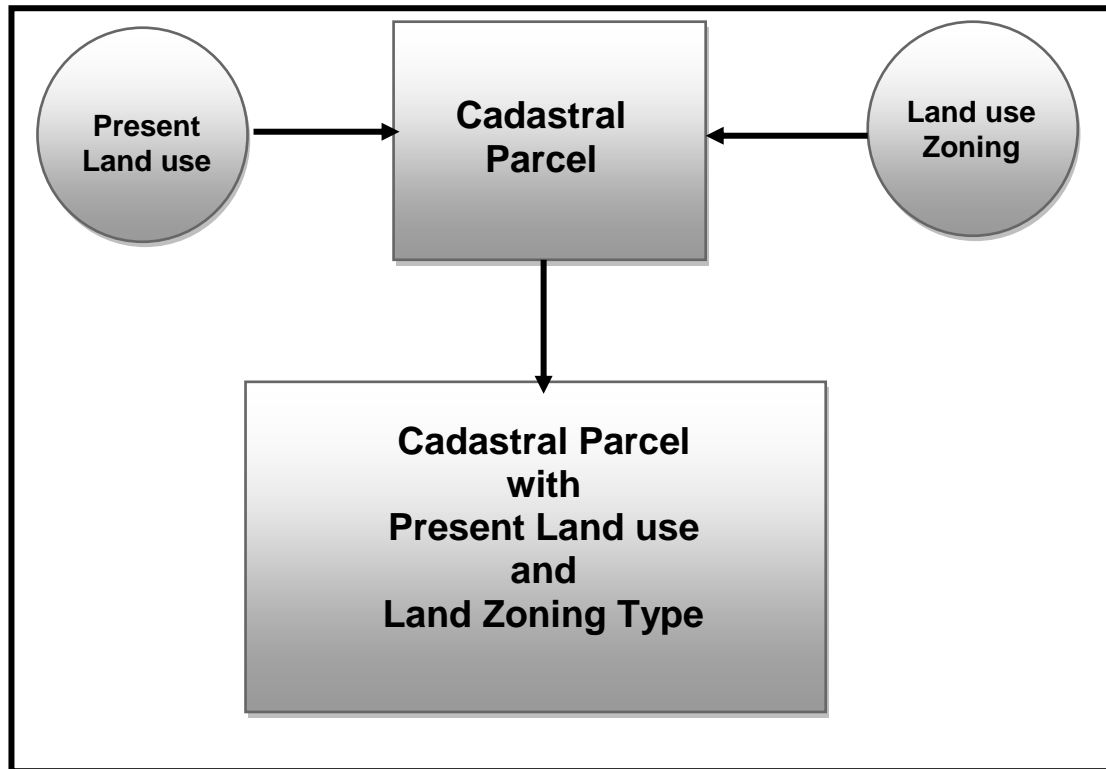 Present
Land use
Cadastral
Parcel
Land use
Zoning
Cadastral Parcel
with
Present Land use
and
Land Zoning Type